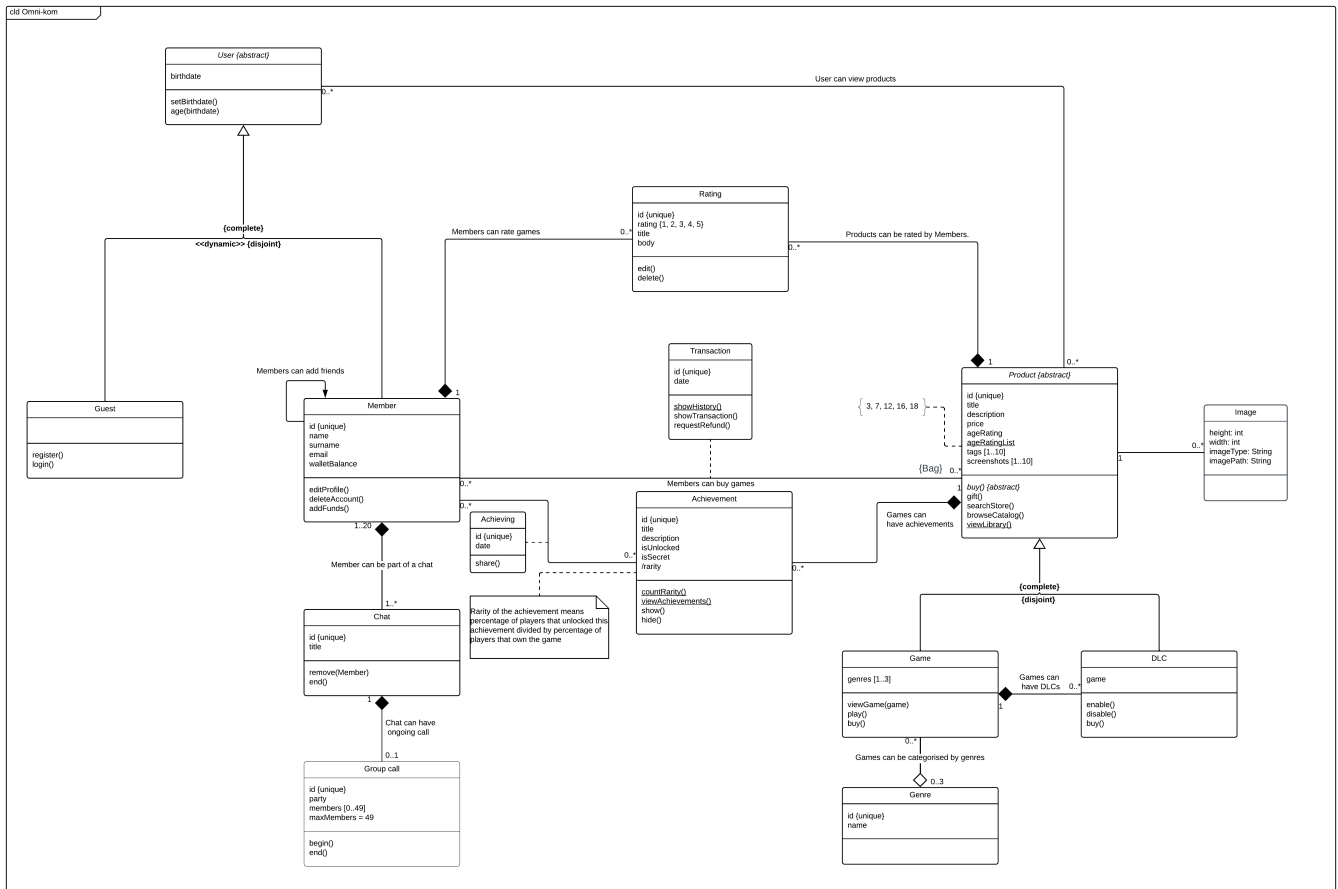 cld Omni-kom
User {abstract}
birthdate
setBirthdate()
age(birthdate)
0..*
User can view products
{complete}
<<dynamic>> {disjoint}
Rating
id {unique}
rating {1, 2, 3, 4, 5}
title
body
edit()
delete()
Members can rate games
0..*
0..*
Products can be rated by Members.
1
1
0..*
Members can add friends
Guest
register()
login()
Member
id {unique}
name
surname
email
walletBalance
editProfile()
deleteAccount()
addFunds()
Transaction
id {unique}
date
showHistory()
showTransaction()
requestRefund()
{ 3, 7, 12, 16, 18 }
Product {abstract}
id {unique}
title
description
price
ageRating
ageRatingList
tags [1..10]
screenshots [1..10]
buy() {abstract}
gift()
searchStore()
browseCatalog()
viewLibrary()
Image
height: int
width: int
imageType: String
imagePath: String
0..*
1
{Bag}
0..*
0..*
Members can buy games
0..*
1
Games can
have achievements
Achieving
id {unique}
date
share()
Achievement
id {unique}
title
description
isUnlocked
isSecret
/rarity
countRarity()
viewAchievements()
show()
hide()
0..*
0..*
1..20
Member can be part of a chat
1..*
Chat
id {unique}
title
remove(Member)
end()
Rarity of the achievement means
percentage of players that unlocked this
achievement divided by percentage of
players that own the game
{complete}
{disjoint}
Game
genres [1..3]
viewGame(game)
play()
buy()
Games can
have DLCs
0..*
1
DLC
game
enable()
disable()
buy()
1
Chat can have
ongoing call
0..1
Group call
id {unique}
party
members [0..49]
maxMembers = 49
begin()
end()
0..*
Games can be categorised by genres
0..3
Genre
id {unique}
name